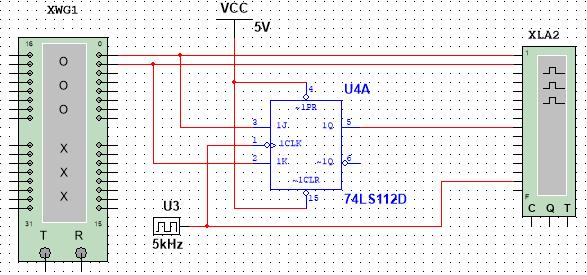 XWG1
VCC
5V
XLA2
16 0
1
O
O
O
X
X
X
31 15
T R
4
~1PR
U4A
3 1J 1Q 5
1 1CLK
2 1K ~1Q 6
~1CLR
15
74LS112D
U3
5kHz
F
C Q T